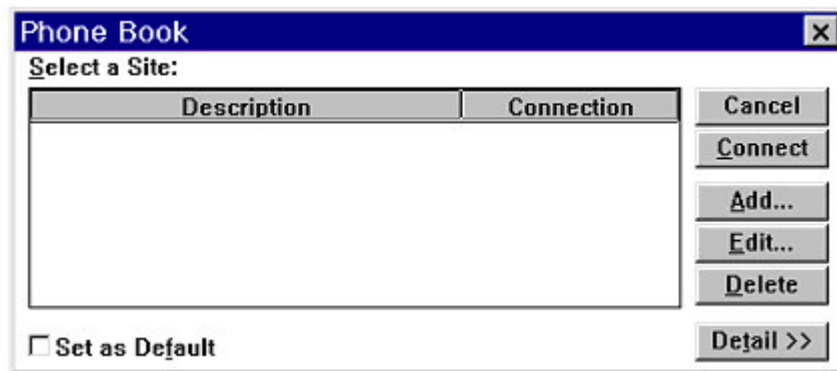 Phone Book
Select a Site:
Description Connection
Cancel
Connect
Add...
Edit...
Delete
Set as Default
Detail >>